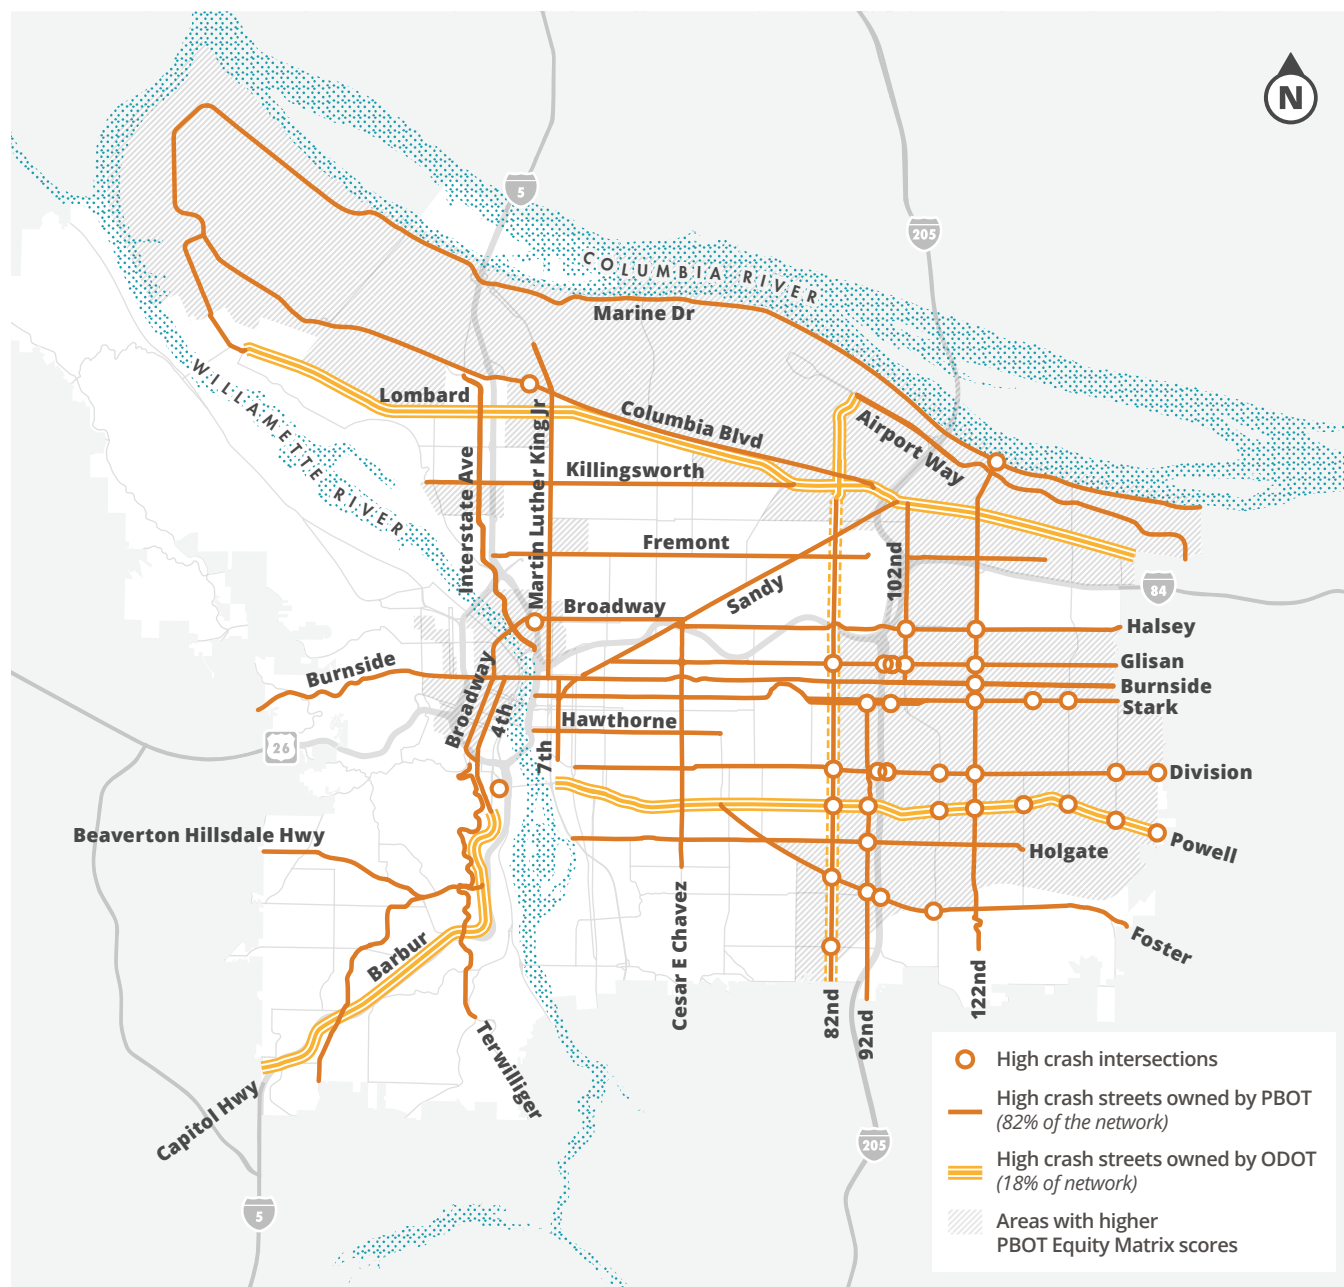 N
5
205
COLUMBIA RIVER
Marine Dr
WILLAMETTE RIVER
Lombard
Columbia Blvd
Airport Way
Interstate Ave
Martin Luther King Jr
Killingsworth
Fremont
102nd
84
Sandy
Broadway
Halsey
Glisan
Burnside
Stark
Burnside
Broadway
4th
Hawthorne
26
7th
Division
Beaverton Hillsdale Hwy
Powell
Holgate
Cesar E Chavez
Barbur
Foster
82nd
92nd
122nd
Terwilliger
Capitol Hwy
205
5
High crash intersections
High crash streets owned by PBOT
(82% of the network)
High crash streets owned by ODOT
(18% of network)
Areas with higher
PBOT Equity Matrix scores